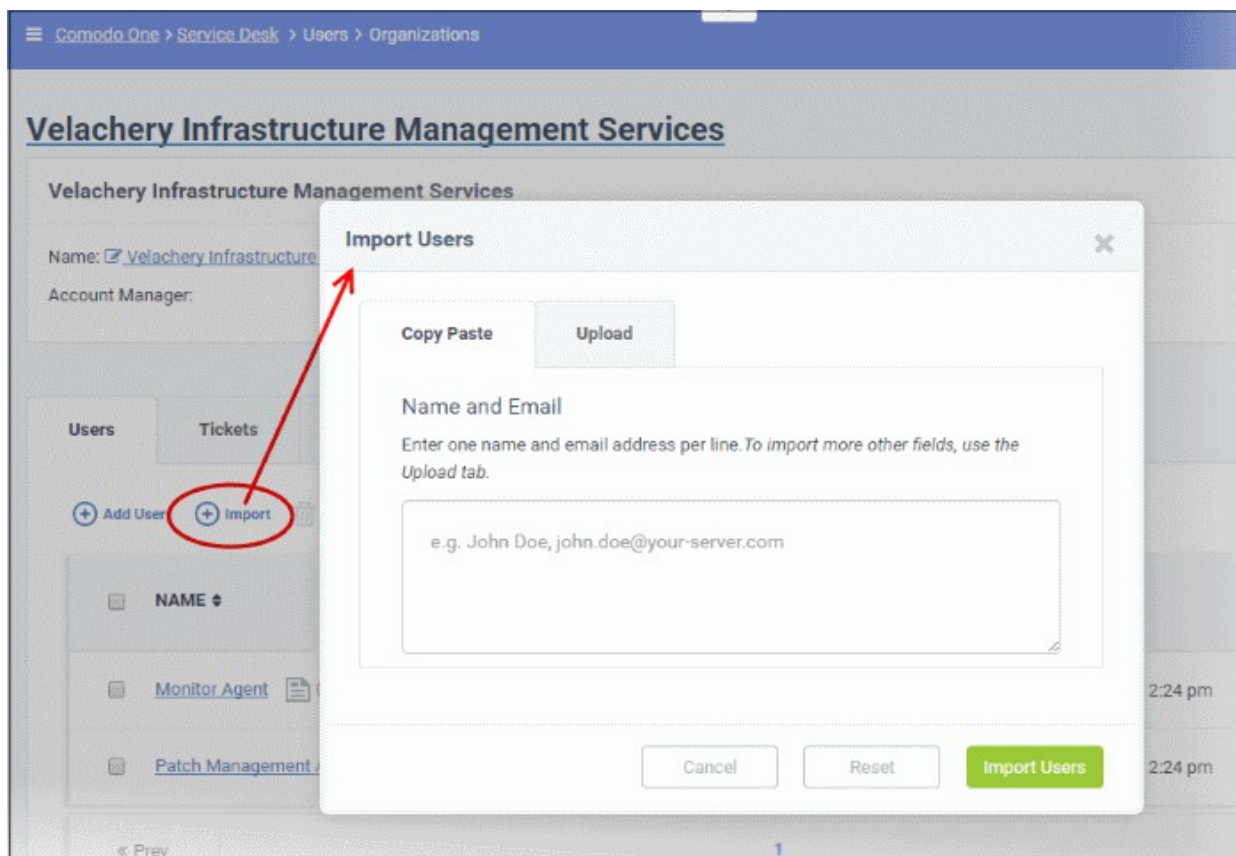 Comodo One > Service Desk > Users > Organizations
Velachery Infrastructure Management Services
Velachery Infrastructure Management Services
Name: Velachery Infrastructure
Account Manager:
Import Users
Copy Paste Upload
Name and Email
Enter one name and email address per line. To import more other fields, use the
Upload tab.
e.g. John Doe, john.doe@your-server.com
Cancel Reset Import Users
Users Tickets
Add User Import
NAME
Monitor Agent 2:24 pm
Patch Management 2:24 pm
« Prev 1